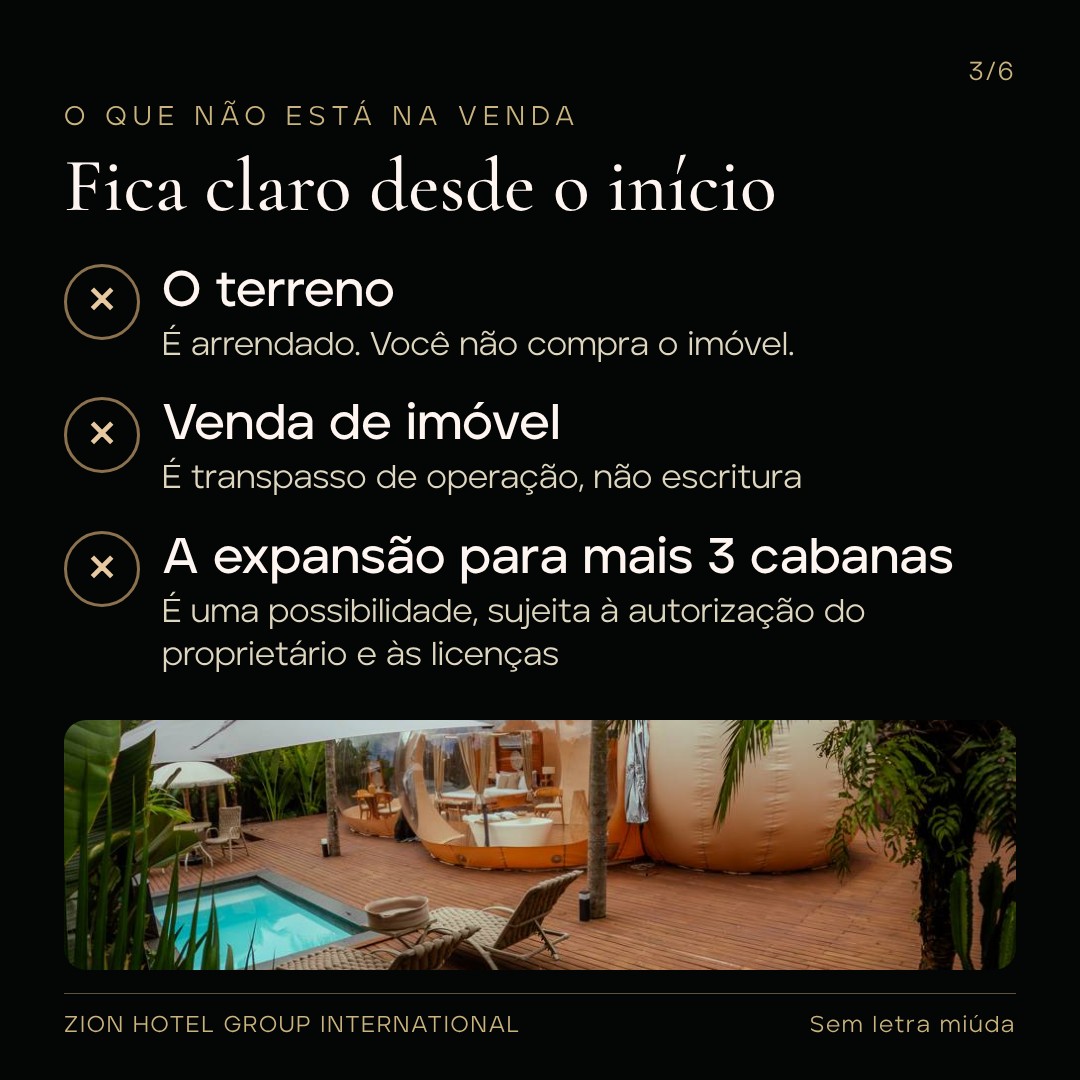 3/6
O QUE NÃO ESTÁ NA VENDA
Fica claro desde o início
O terreno
É arrendado. Você não compra o imóvel.
Venda de imóvel
É transpasso de operação, não escritura
A expansão para mais 3 cabanas
É uma possibilidade, sujeita à autorização do
proprietário e às licenças
ZION HOTEL GROUP INTERNATIONAL
Sem letra miúda